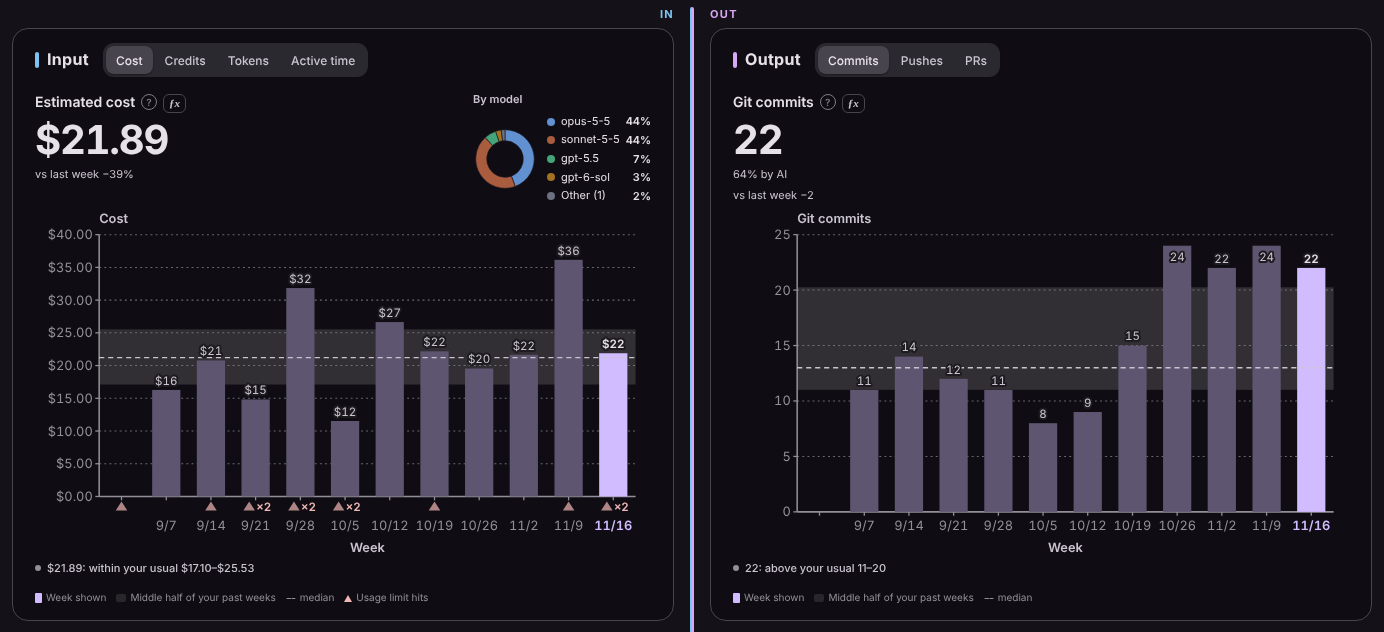 IN
OUT
Input
Cost Credits Tokens Active time
Estimated cost ? ƒx
$21.89
vs last week −39%
By model
opus-5-5 44%
sonnet-5-5 44%
gpt-5.5 7%
gpt-6-sol 3%
Other (1) 2%
Cost
$40.00
$35.00
$30.00
$25.00
$20.00
$15.00
$10.00
$5.00
$0.00
$16 $21 $15 $32 $12 $27 $22 $20 $22 $36 $22
×2 ×2 ×2 ×2
9/7 9/14 9/21 9/28 10/5 10/12 10/19 10/26 11/2 11/9 11/16
Week
$21.89: within your usual $17.10–$25.53
Week shown Middle half of your past weeks median Usage limit hits
Output
Commits Pushes PRs
Git commits ? ƒx
22
64% by AI
vs last week −2
Git commits
25
20
15
10
5
0
11 14 12 11 8 9 15 24 22 24 22
9/7 9/14 9/21 9/28 10/5 10/12 10/19 10/26 11/2 11/9 11/16
Week
22: above your usual 11–20
Week shown Middle half of your past weeks median